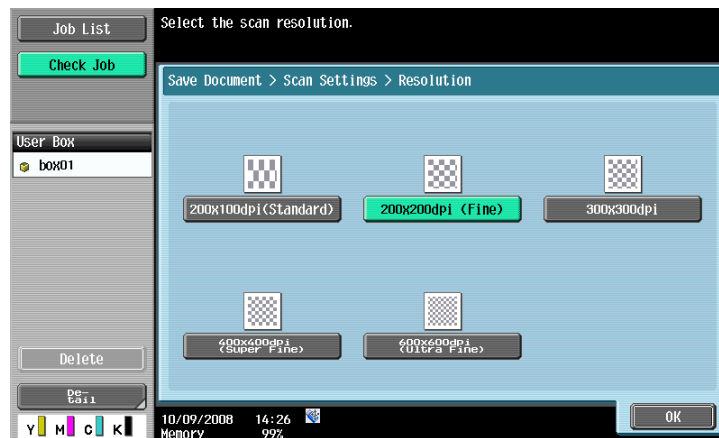 Job List
Select the scan resolution.
Check Job
Save Document > Scan Settings > Resolution
User Box
box01
200x100dpi(Standard)
200x200dpi (Fine)
300x300dpi
400x400dpi
(Super Fine)
600x600dpi
(Ultra Fine)
Delete
De-
tail
OK
Y M C K
10/09/2008 14:26
Memory 99%